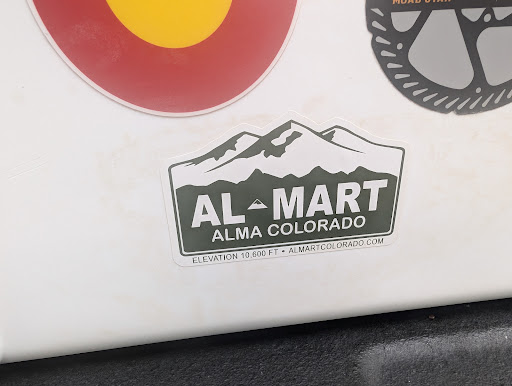 AL-MART
ALMA COLORADO
ELEVATION 10,600 FT • ALMARTCOLORADO.COM